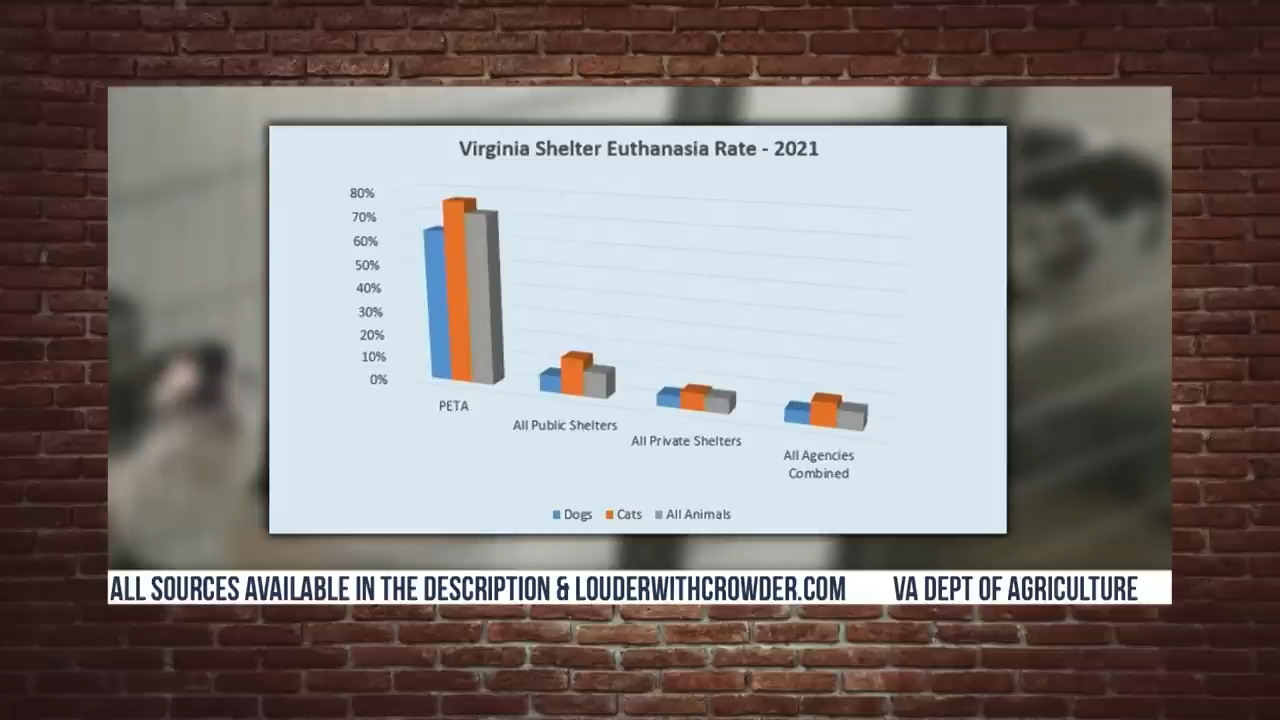 Virginia Shelter Euthanasia Rate - 2021
80%
70%
60%
50%
40%
30%
20%
10%
0%
PETA
All Public Shelters
All Private Shelters
All Agencies
Combined
Dogs Cats All Animals
ALL SOURCES AVAILABLE IN THE DESCRIPTION & LOUDERWITHCROWDER.COM VA DEPT OF AGRICULTURE